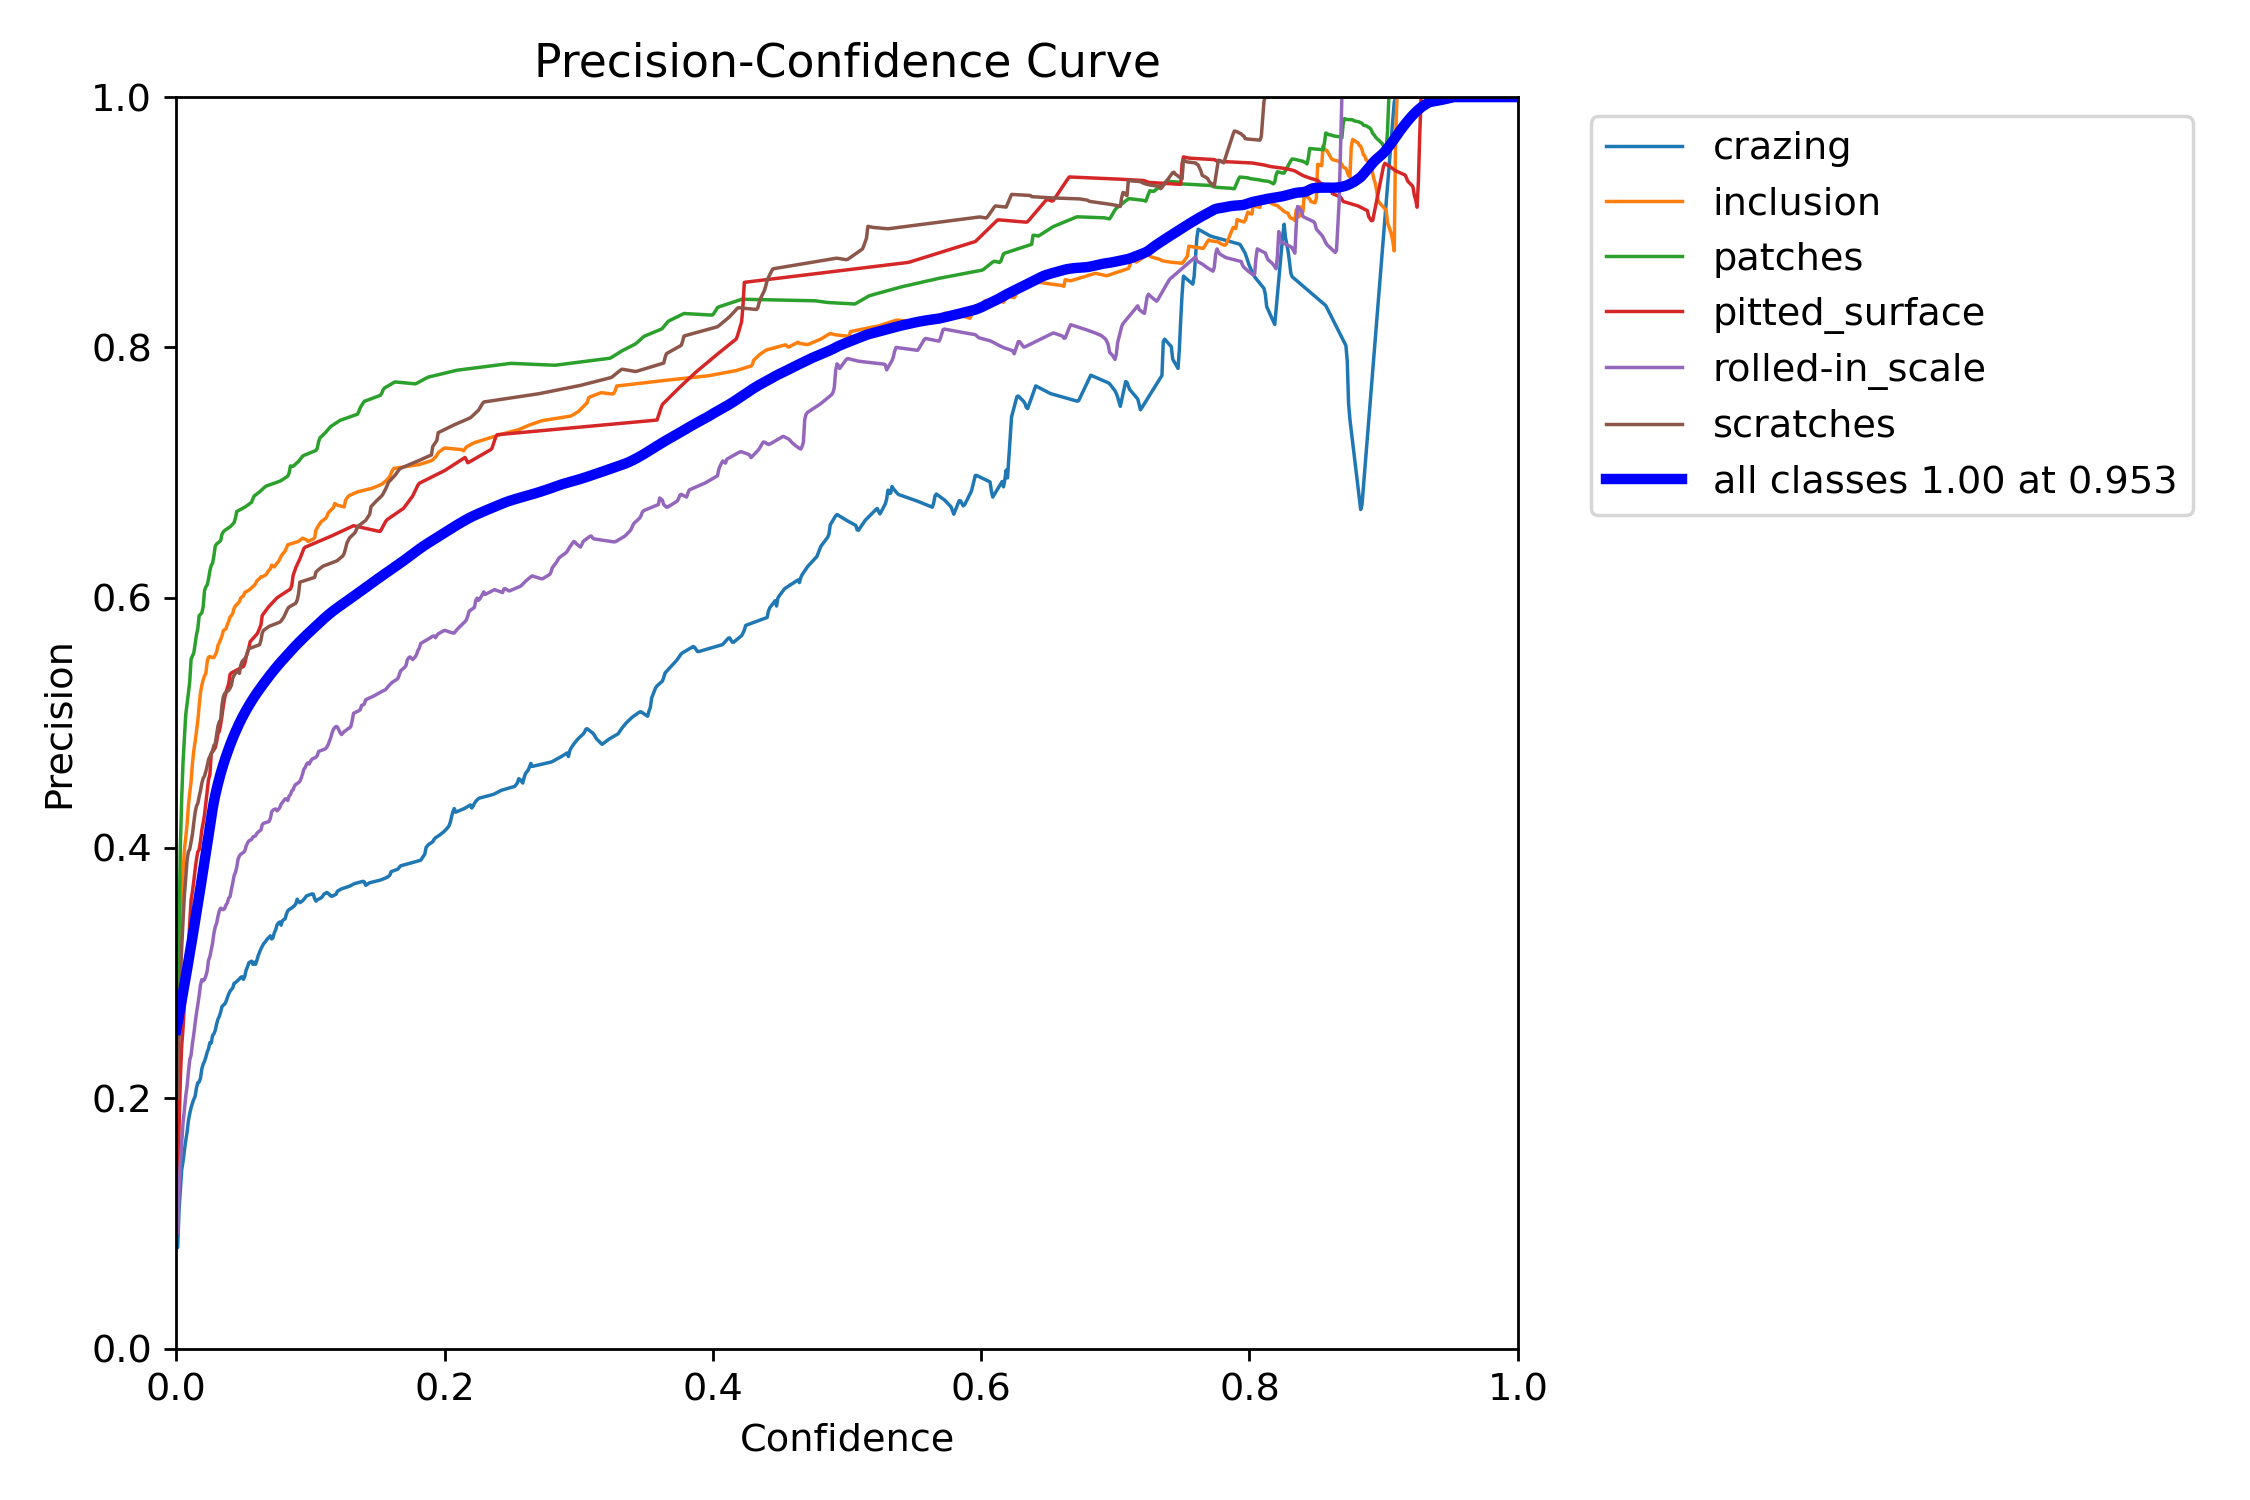 Precision-Confidence Curve
1.0
0.8
0.6
0.4
0.2
0.0
Precision
0.0 0.2 0.4 0.6 0.8 1.0
Confidence
crazing
inclusion
patches
pitted_surface
rolled-in_scale
scratches
all classes 1.00 at 0.953